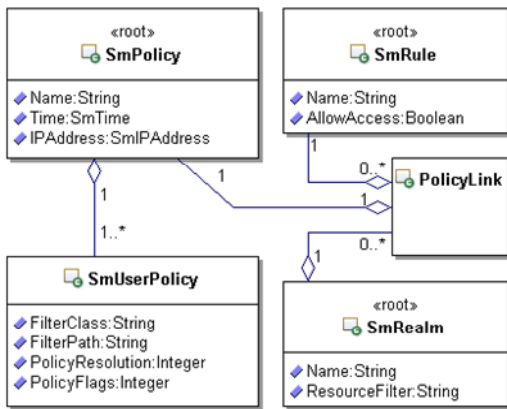 «root»
SmPolicy
Name:String
Time:SmTime
IPAddress:SmIPAddress
«root»
SmRule
Name:String
AllowAccess:Boolean
1
0..*
PolicyLink
1
1
1
1..*
0..*
1
SmUserPolicy
FilterClass:String
FilterPath:String
PolicyResolution:Integer
PolicyFlags:Integer
«root»
SmRealm
Name:String
ResourceFilter:String